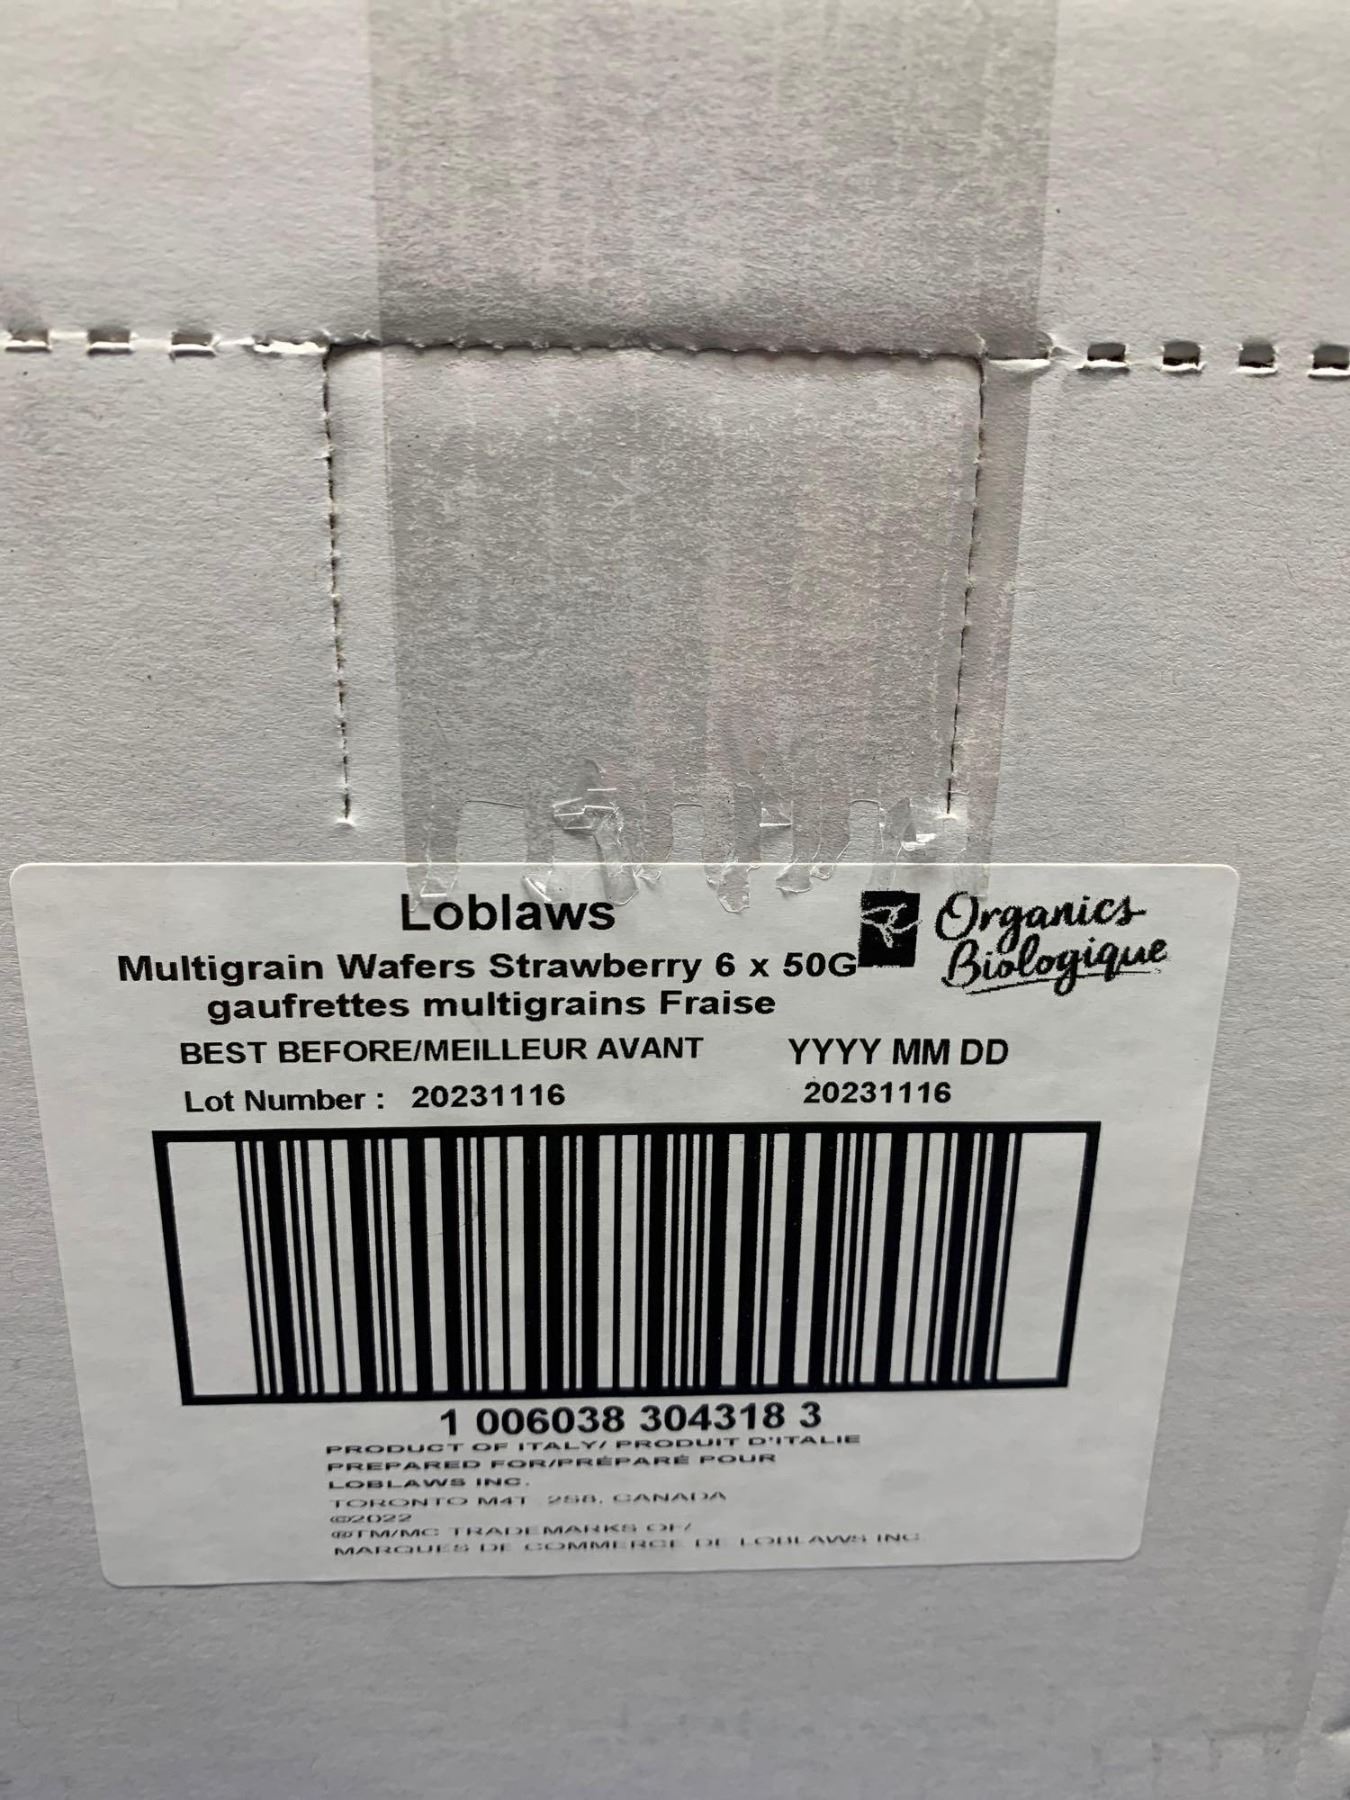 Loblaws
Organics
Biologique
Multigrain Wafers Strawberry 6 x 50G
gaufrettes multigrains Fraise
BEST BEFORE/MEILLEUR AVANT YYYY MM DD
Lot Number : 20231116 20231116
1 006038 304318 3
PRODUCT OF ITALY/ PRODUIT D'ITALIE
PREPARED FOR/PRÉPARÉ POUR
LOBLAWS INC.
TORONTO M4T 2S8, CANADA
©2022
®TM/MC TRADEMARKS OF/
MARQUES DE COMMERCE DE LOBLAWS INC